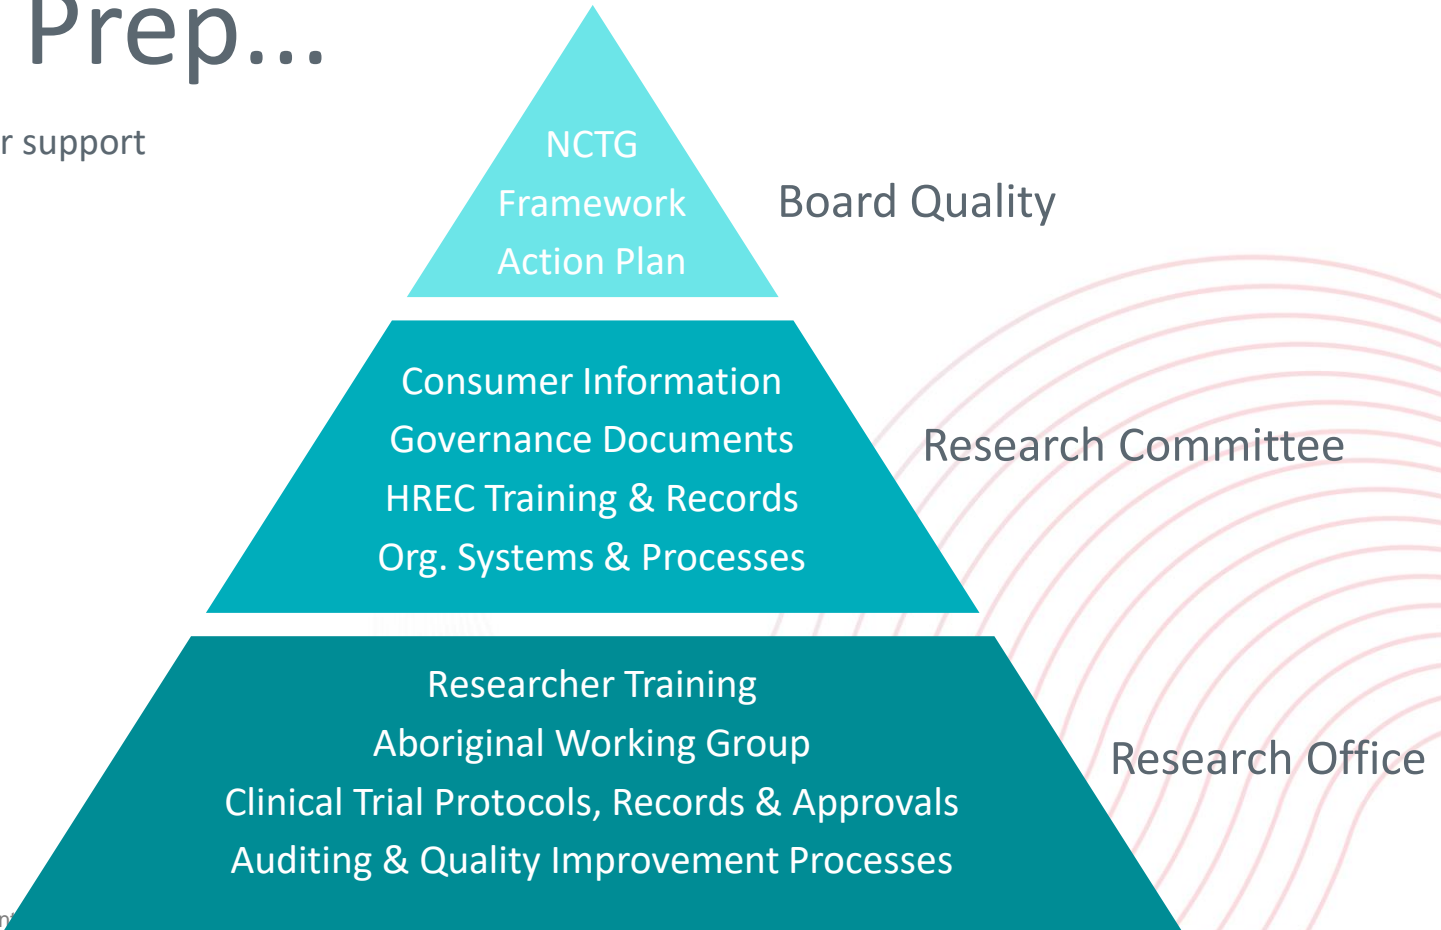 Prep...
r support
NCTG
Framework
Action Plan
Board Quality
Consumer Information
Governance Documents
HREC Training & Records
Org. Systems & Processes
Research Committee
Researcher Training
Aboriginal Working Group
Clinical Trial Protocols, Records & Approvals
Auditing & Quality Improvement Processes
Research Office